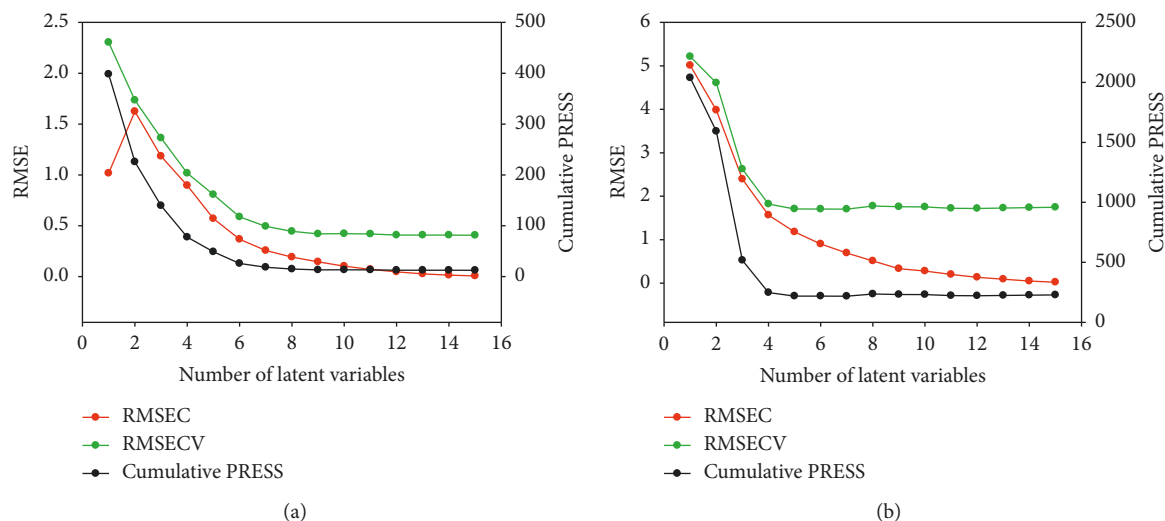 2.5
2.0
1.5
1.0
0.5
0.0
RMSE
500
400
300
200
100
0
Cumulative PRESS
0 2 4 6 8 10 12 14 16
Number of latent variables
RMSEC
RMSECV
Cumulative PRESS
(a)
6
5
4
3
2
1
0
RMSE
2500
2000
1500
1000
500
0
Cumulative PRESS
0 2 4 6 8 10 12 14 16
Number of latent variables
RMSEC
RMSECV
Cumulative PRESS
(b)